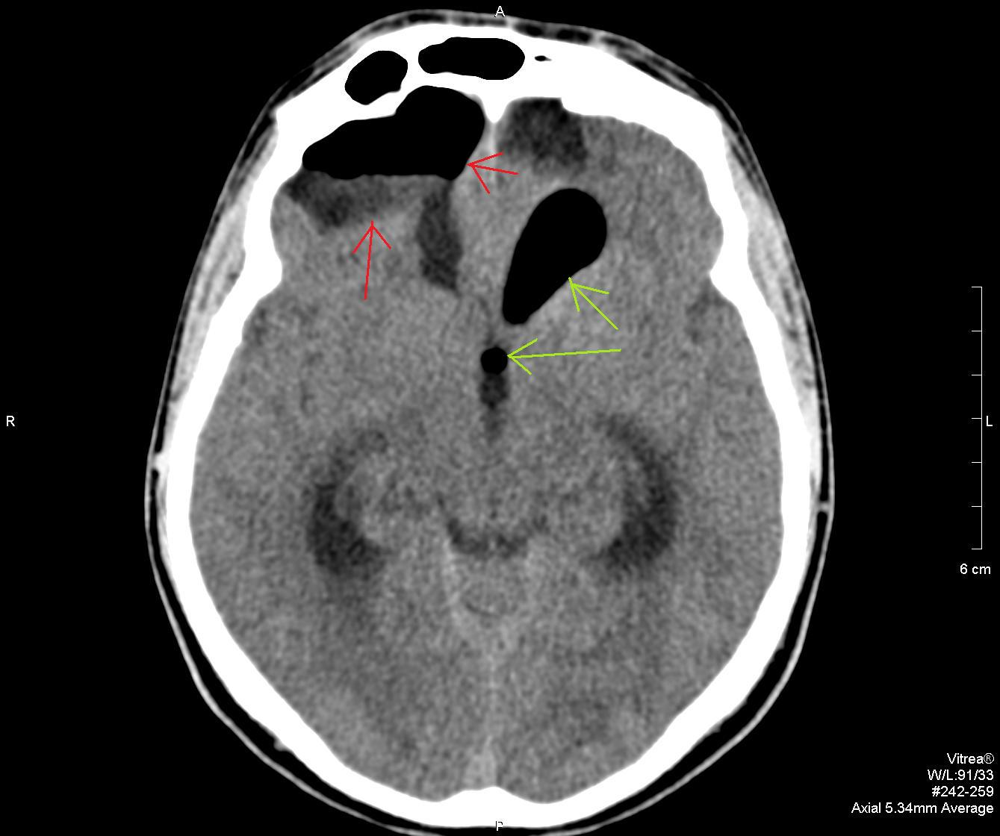 A
R
L
6 cm
Vitrea®
W/L:91/33
#242-259
Axial 5.34mm Average
P